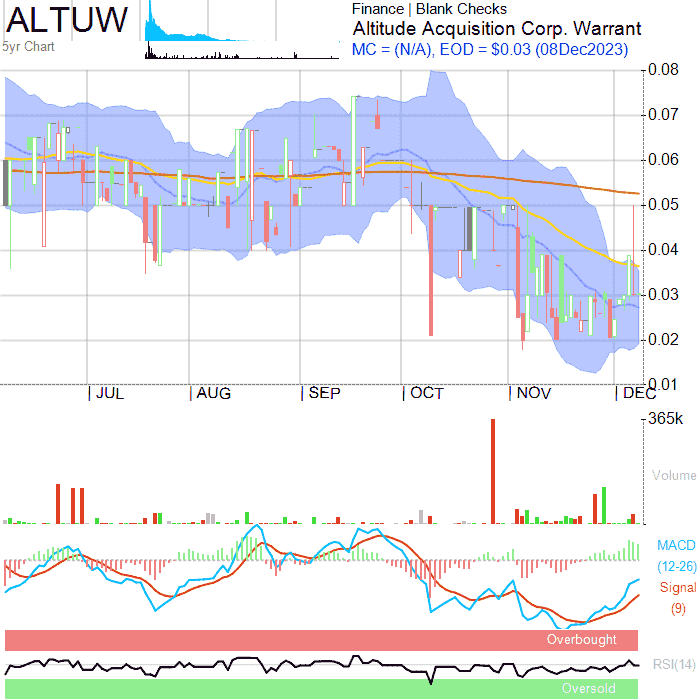 ALTUW
5yr Chart
Finance | Blank Checks
Altitude Acquisition Corp. Warrant
MC = (N/A), EOD = $0.03 (08Dec2023)
0.08
0.07
0.06
0.05
0.04
0.03
0.02
0.01
JUL AUG SEP OCT NOV DEC
365k
Volume
MACD
(12-26)
Signal
(9)
Overbought
RSI(14)
Oversold